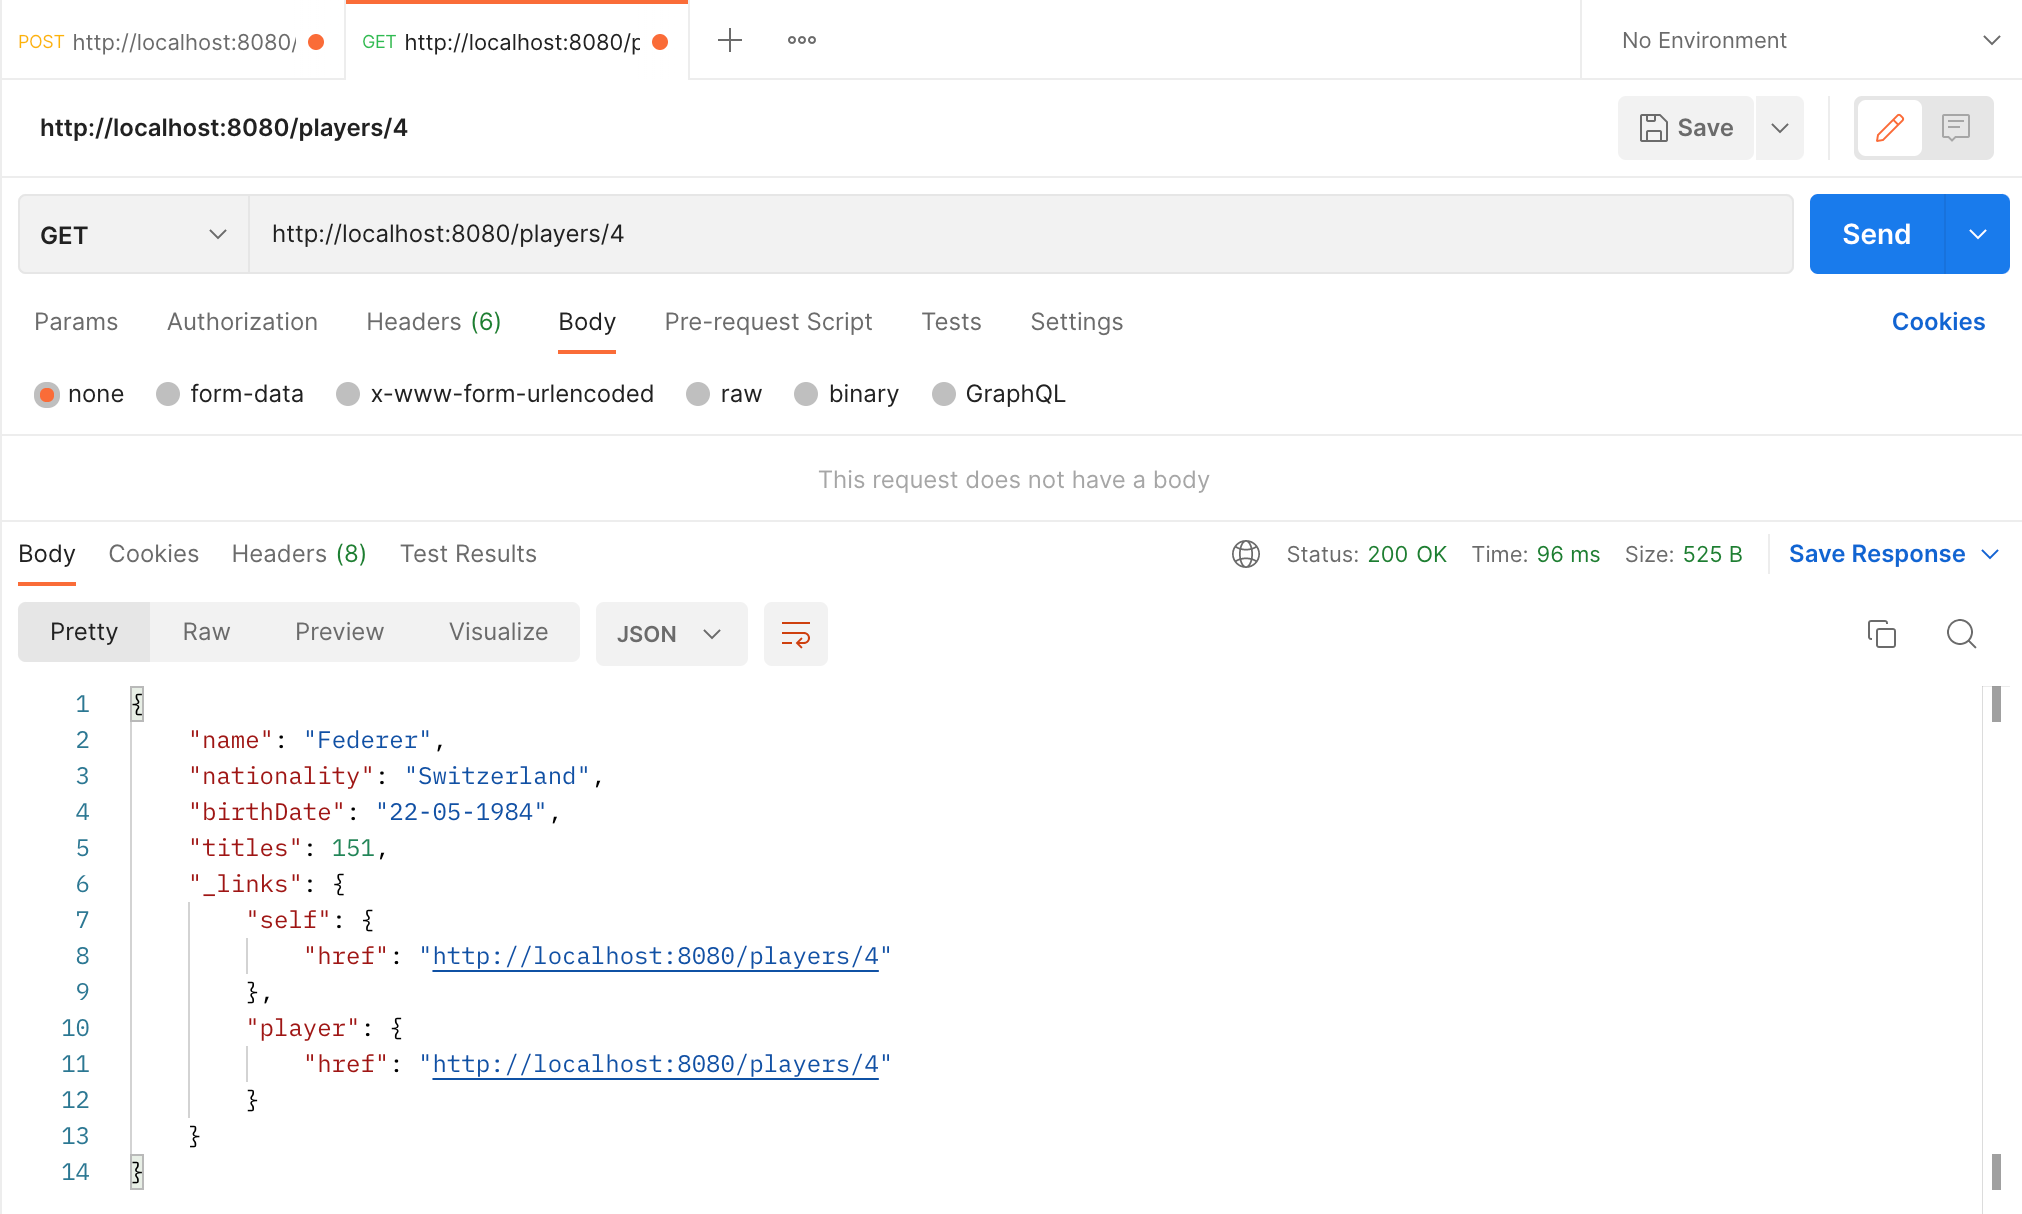 POST http://localhost:8080/ GET http://localhost:8080/p No Environment
http://localhost:8080/players/4 Save
GET http://localhost:8080/players/4 Send
Params Authorization Headers (6) Body Pre-request Script Tests Settings Cookies
none form-data x-www-form-urlencoded raw binary GraphQL
This request does not have a body
Body Cookies Headers (8) Test Results Status: 200 OK Time: 96 ms Size: 525 B Save Response
Pretty Raw Preview Visualize JSON
1 {
2 "name": "Federer",
3 "nationality": "Switzerland",
4 "birthDate": "22-05-1984",
5 "titles": 151,
6 "_links": {
7 "self": {
8 "href": "http://localhost:8080/players/4"
9 },
10 "player": {
11 "href": "http://localhost:8080/players/4"
12 }
13 }
14 }